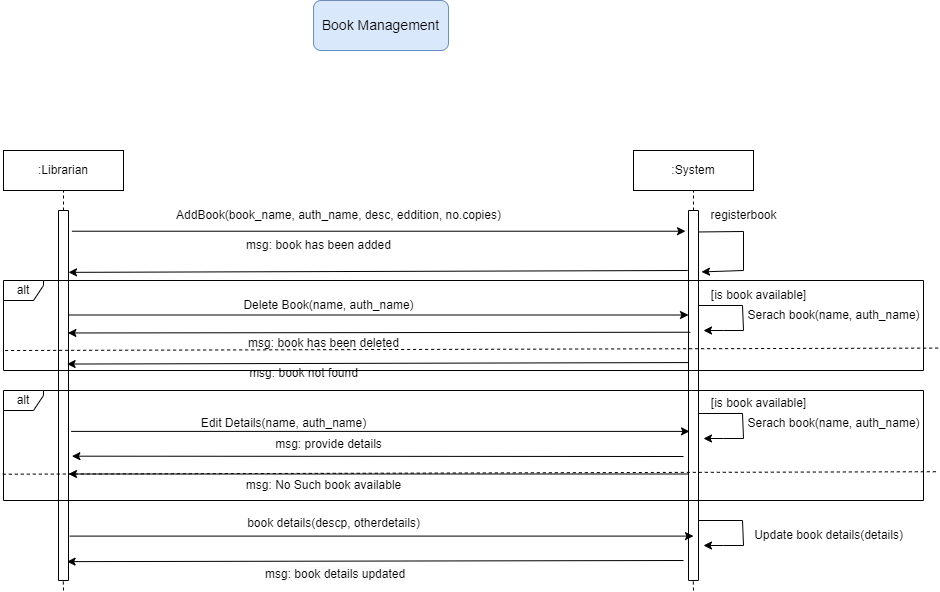 Book Management
:Librarian
:System
AddBook(book_name, auth_name, desc, eddition, no.copies)
registerbook
msg: book has been added
alt
[is book available]
Delete Book(name, auth_name)
Serach book(name, auth_name)
msg: book has been deleted
msg: book not found
alt
[is book available]
Edit Details(name, auth_name)
Serach book(name, auth_name)
msg: provide details
msg: No Such book available
book details(descp, otherdetails)
Update book details(details)
msg: book details updated